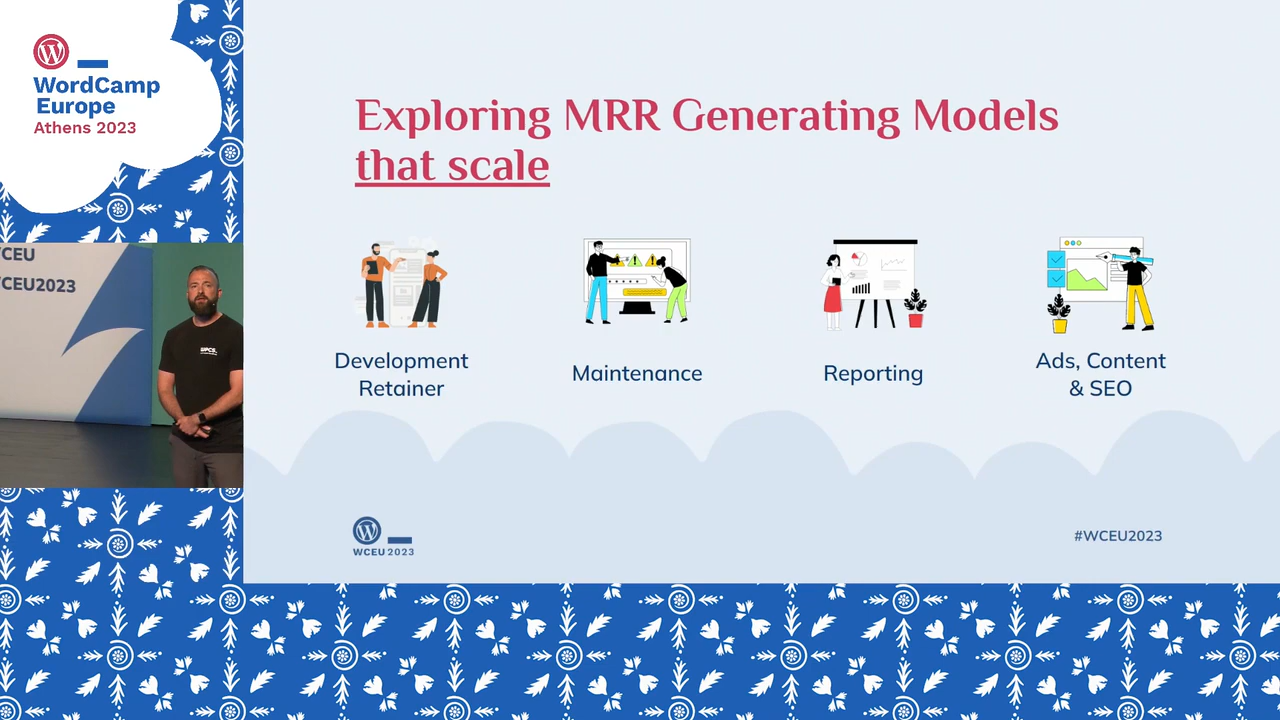 WordCamp
Europe
Athens 2023
CEU
CEU2023
Exploring MRR Generating Models
that scale
Development
Retainer
Maintenance
Reporting
Ads, Content
& SEO
WCEU 2023
#WCEU2023